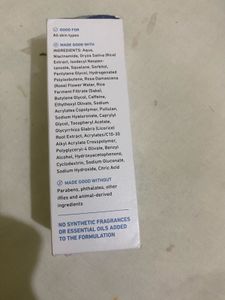 GOOD FOR
All skin types
MADE GOOD WITH
INGREDIENTS: Aqua,
Niacinamide, Oryza Sativa (Rice)
Extract, Isodecyl Neopen-
tanoate, Squalane, Sorbitol,
Pentylene Glycol, Hydrogenated
Polyisobutene, Rosa Damascena
(Rose) Flower Water, Rice
Ferment Filtrate (Sake),
Butylene Glycol, Caffeine,
Ethylhexyl Olivate, Sodium
Acrylates Copolymer, Pullulan,
Sodium Hyaluronate, Caprylyl
Glycol, Tocopheryl Acetate,
Glycyrrhiza Glabra (Licorice)
Root Extract, Acrylates/C10-30
Alkyl Acrylate Crosspolymer,
Polyglyceryl-4 Olivate, Benzyl
Alcohol, Hydroxyacetophenone,
Cyclodextrin, Sodium Gluconate,
Sodium Hydroxide, Citric Acid
MADE GOOD WITHOUT
Parabens, phthalates, other
iffies and animal-derived
ingredients
NO SYNTHETIC FRAGRANCES
OR ESSENTIAL OILS ADDED
TO THE FORMULATION